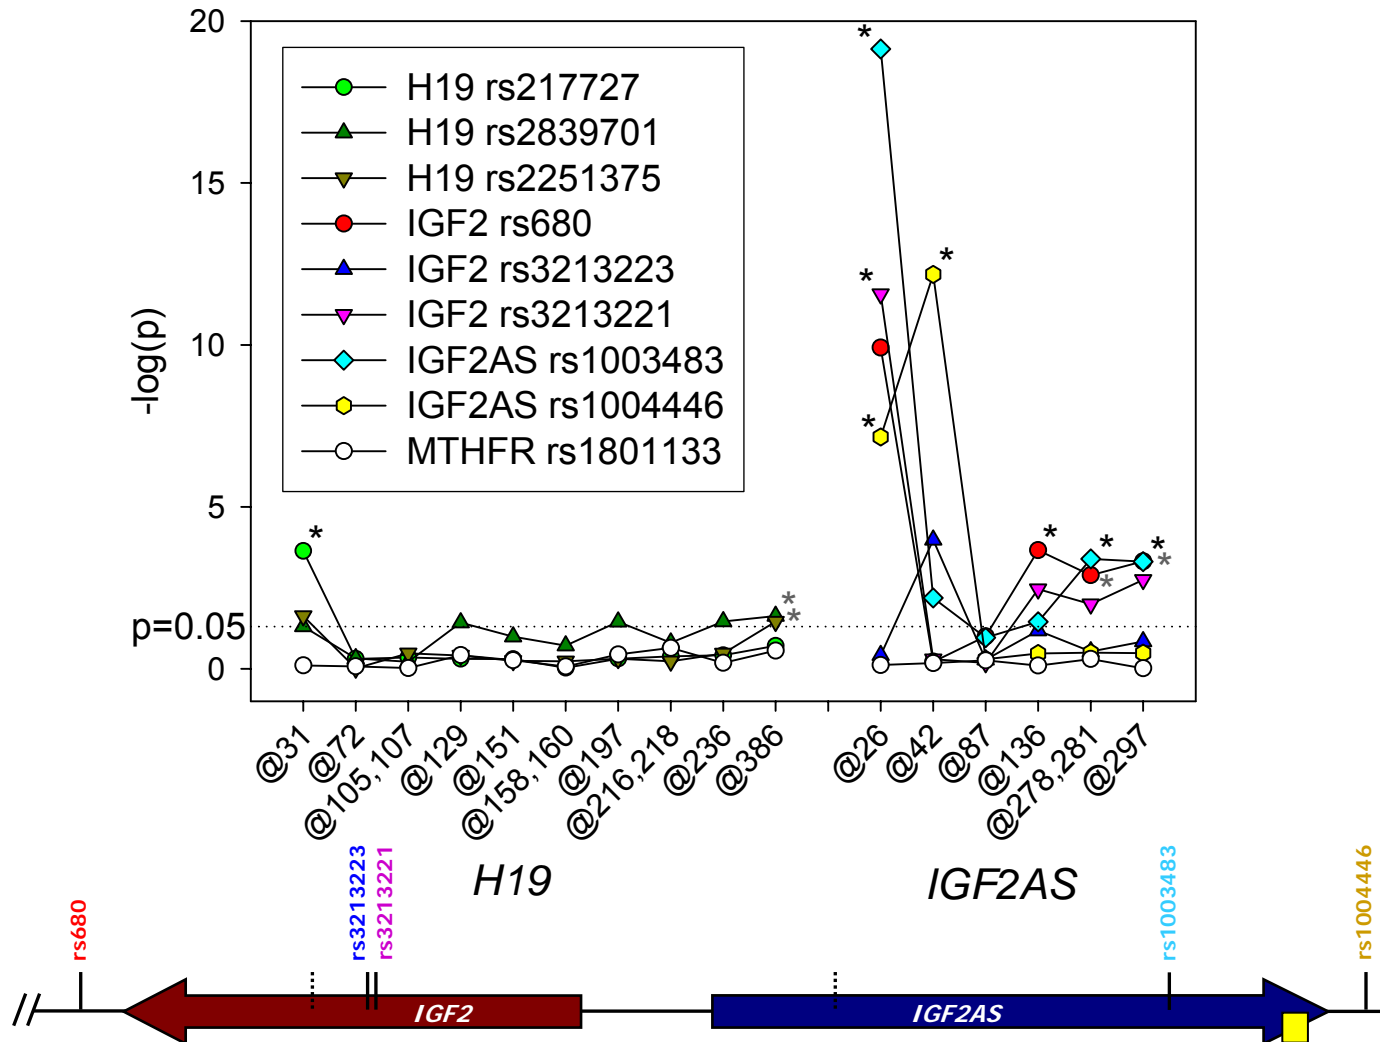 20
15
10
5
p=0.05
0
-log(p)
H19 rs217727
H19 rs2839701
H19 rs2251375
IGF2 rs680
IGF2 rs3213223
IGF2 rs3213221
IGF2AS rs1003483
IGF2AS rs1004446
MTHFR rs1801133
* * * * * * * * * * * * *
@31
@72
@105,107
@129
@151
@158,160
@197
@216,218
@236
@386
@26
@42
@87
@136
@278,281
@297
H19
IGF2AS
rs680
rs3213223
rs3213221
rs1003483
rs1004446
//
IGF2
IGF2AS